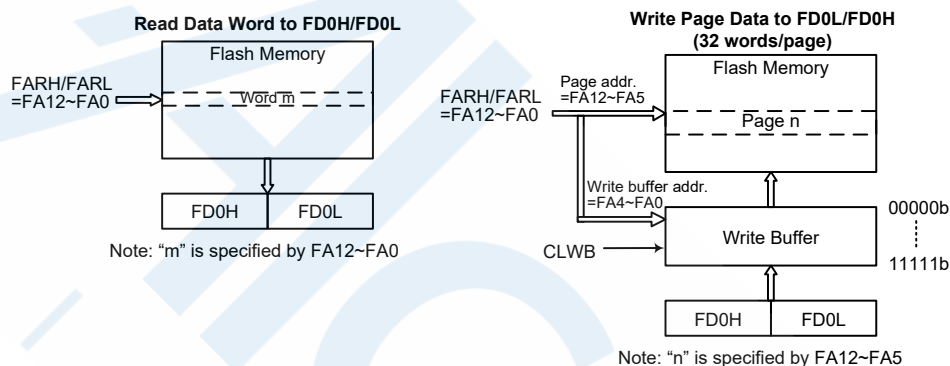 Read Data Word to FD0H/FD0L
Flash Memory
FARH/FARL
=FA12~FA0
Word m
FD0H
FD0L
Note: “m” is specified by FA12~FA0
Write Page Data to FD0L/FD0H
(32 words/page)
Flash Memory
FARH/FARL
=FA12~FA0
Page addr.
=FA12~FA5
Page n
Write buffer addr.
=FA4~FA0
CLWB
Write Buffer
00000b
11111b
FD0H
FD0L
Note: “n” is specified by FA12~FA5